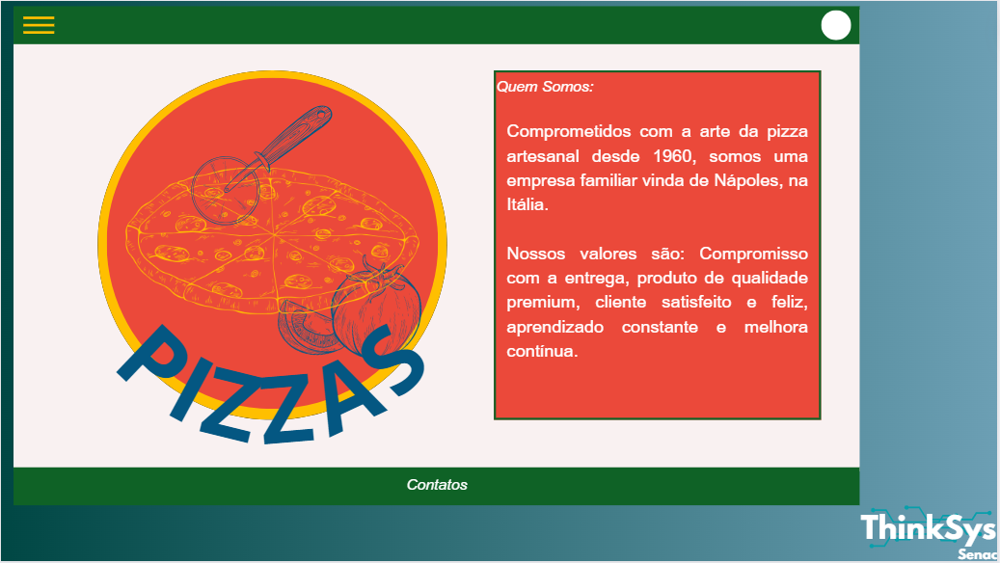 Quem Somos:
Comprometidos com a arte da pizza
artesanal desde 1960, somos uma
empresa familiar vinda de Nápoles, na
Itália.
Nossos valores são: Compromisso
com a entrega, produto de qualidade
premium, cliente satisfeito e feliz,
aprendizado constante e melhora
contínua.
PIZZAS
Contatos
ThinkSys
Senac